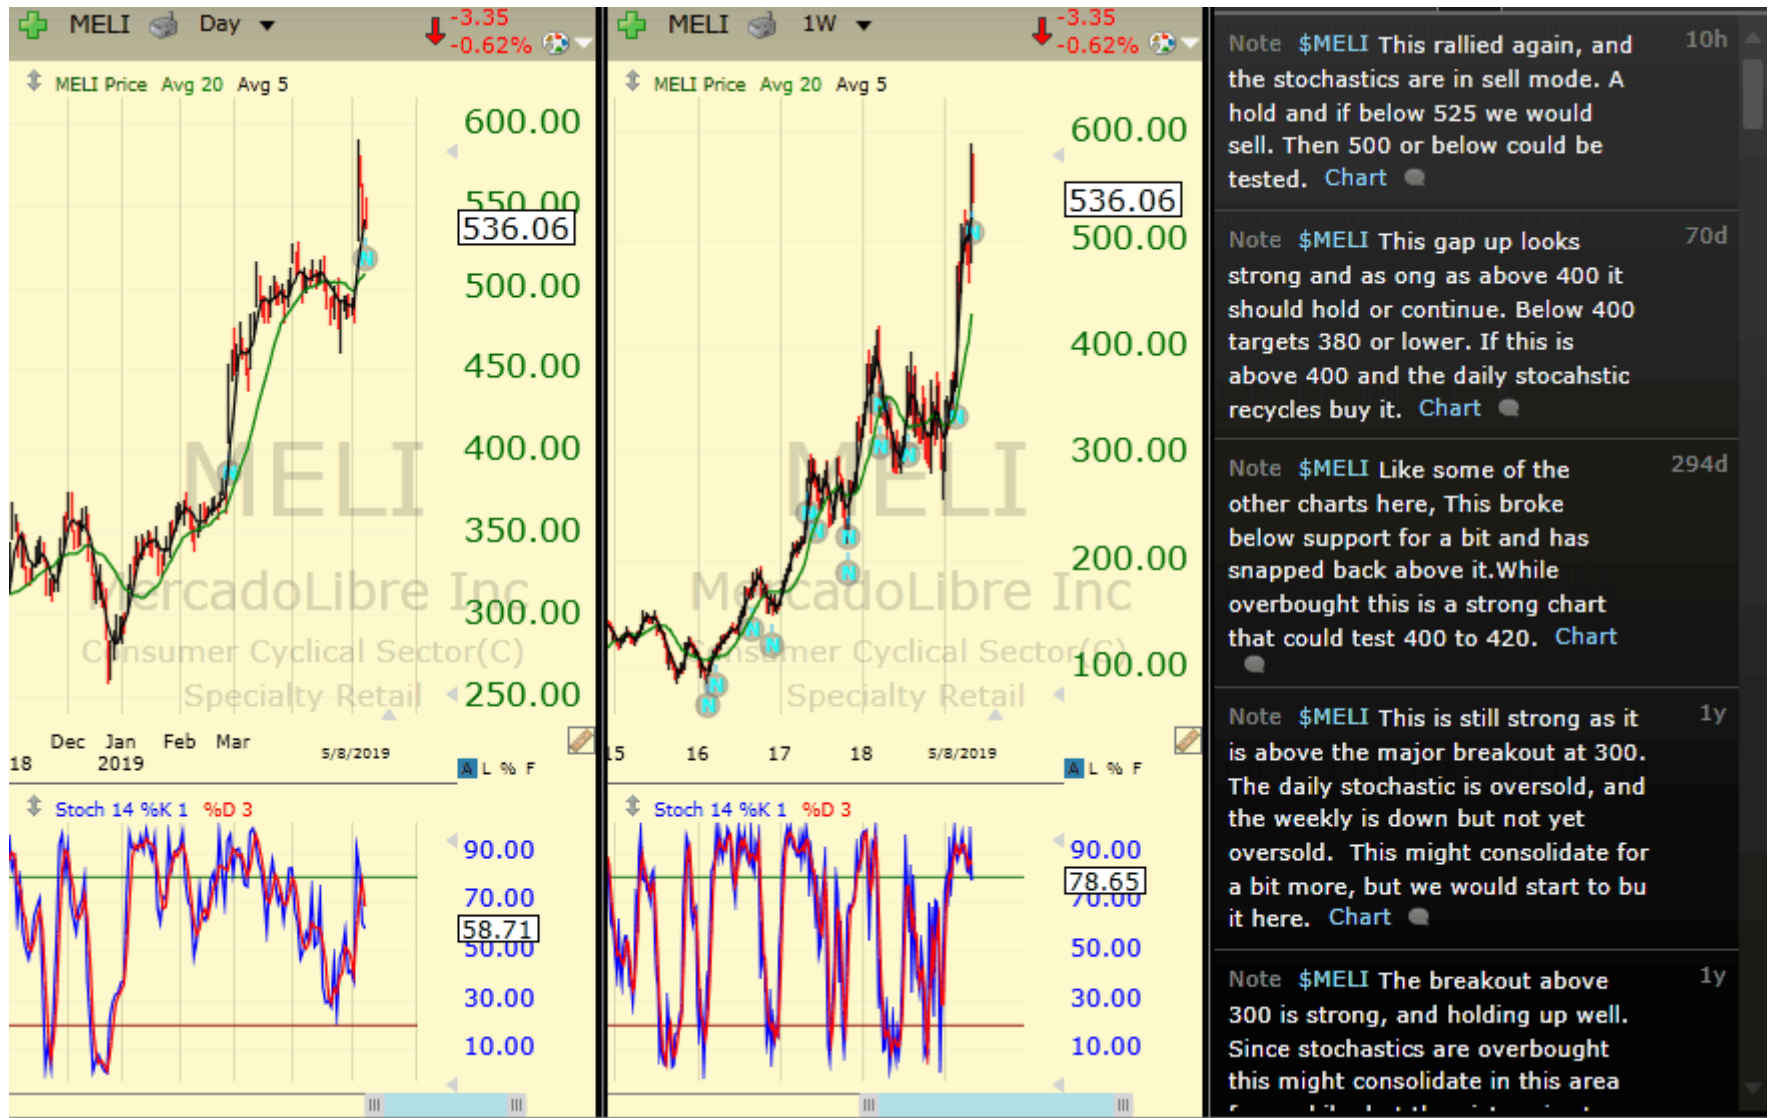 MELI Day
-3.35
-0.62%
MELI Price Avg 20 Avg 5
600.00
550.00
536.06
500.00
450.00
400.00
350.00
300.00
250.00
MELI
MercadoLibre Inc
Consumer Cyclical Sector(C)
Specialty Retail
Dec Jan Feb Mar
18 2019 5/8/2019
A L % F
Stoch 14 %K 1 %D 3
90.00
70.00
58.71
50.00
30.00
10.00
MELI 1W
-3.35
-0.62%
MELI Price Avg 20 Avg 5
600.00
536.06
500.00
400.00
300.00
200.00
100.00
MELI
MercadoLibre Inc
Consumer Cyclical Sector(C)
Specialty Retail
15 16 17 18 5/8/2019
A L % F
Stoch 14 %K 1 %D 3
90.00
78.65
70.00
50.00
30.00
10.00
Note $MELI This rallied again, and 10h
the stochastics are in sell mode. A
hold and if below 525 we would
sell. Then 500 or below could be
tested. Chart
Note $MELI This gap up looks 70d
strong and as ong as above 400 it
should hold or continue. Below 400
targets 380 or lower. If this is
above 400 and the daily stocahstic
recycles buy it. Chart
Note $MELI Like some of the 294d
other charts here, This broke
below support for a bit and has
snapped back above it.While
overbought this is a strong chart
that could test 400 to 420. Chart
Note $MELI This is still strong as it 1y
is above the major breakout at 300.
The daily stochastic is oversold, and
the weekly is down but not yet
oversold. This might consolidate for
a bit more, but we would start to bu
it here. Chart
Note $MELI The breakout above 1y
300 is strong, and holding up well.
Since stochastics are overbought
this might consolidate in this area